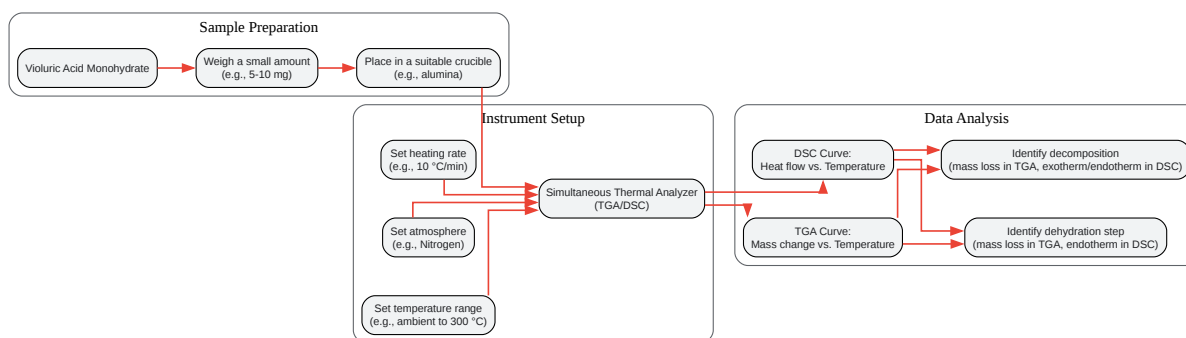 Sample Preparation
Violuric Acid Monohydrate
Weigh a small amount
(e.g., 5-10 mg)
Place in a suitable crucible
(e.g., alumina)
Instrument Setup
Set heating rate
(e.g., 10 °C/min)
Set atmosphere
(e.g., Nitrogen)
Set temperature range
(e.g., ambient to 300 °C)
Simultaneous Thermal Analyzer
(TGA/DSC)
Data Analysis
DSC Curve:
Heat flow vs. Temperature
Identify decomposition
(mass loss in TGA, exotherm/endotherm in DSC)
TGA Curve:
Mass change vs. Temperature
Identify dehydration step
(mass loss in TGA, endotherm in DSC)